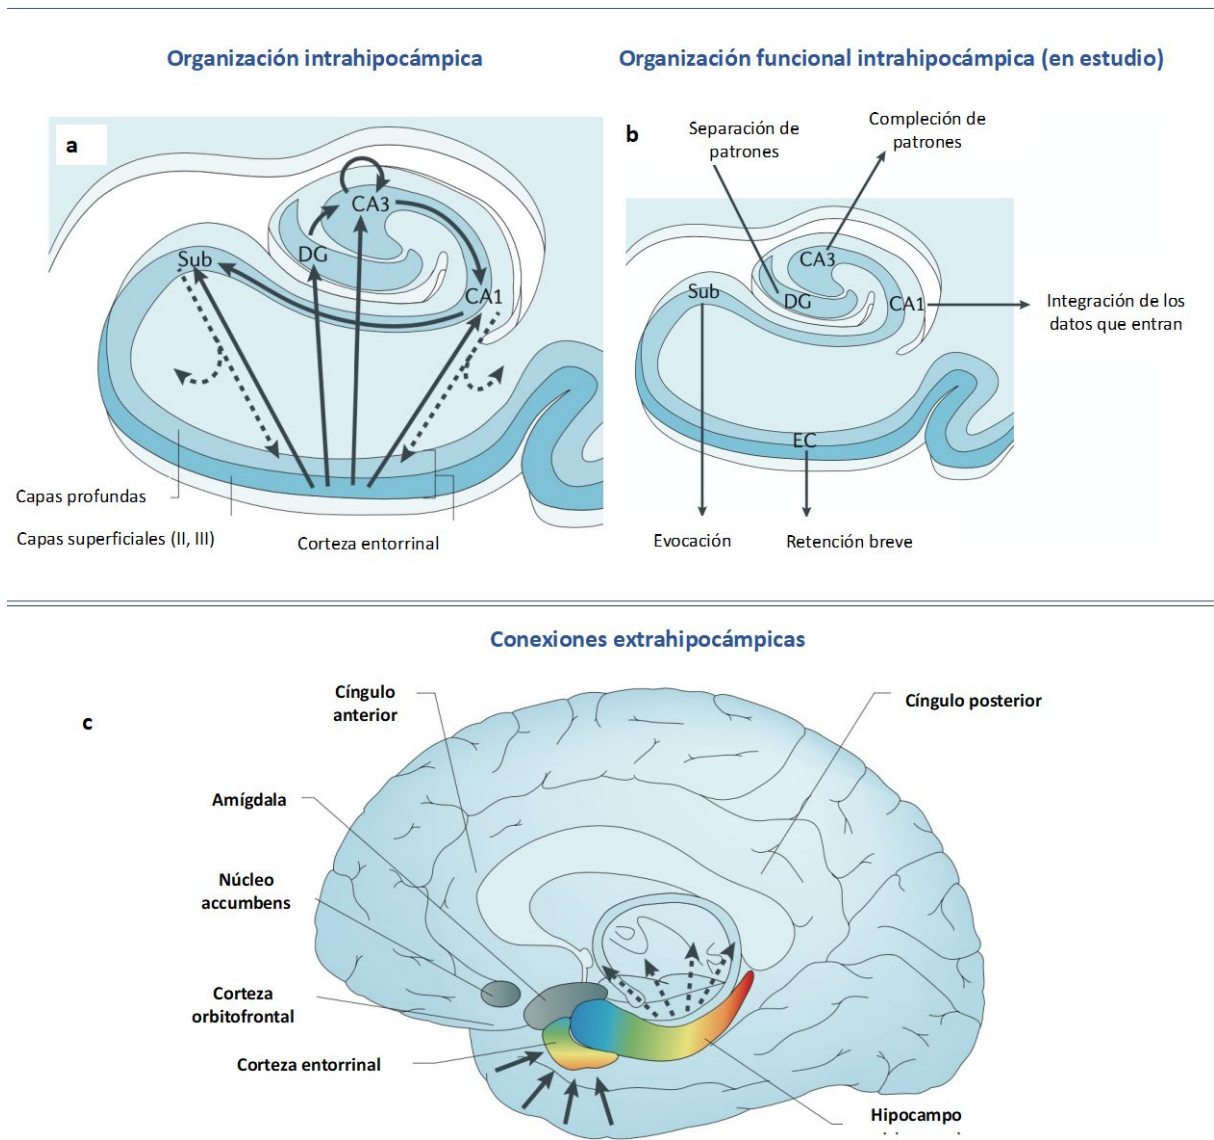 Organización intrahipocámpica
Organización funcional intrahipocámpica (en estudio)
a
CA3
DG
Sub
CA1
Capas profundas
Capas superficiales (II, III)
Corteza entorrinal
b
Separación de
patrones
Compleción de
patrones
CA3
Sub
DG
CA1
Integración de los
datos que entran
EC
Evocación
Retención breve
Conexiones extrahipocámpicas
c
Cíngulo
anterior
Cíngulo posterior
Amígdala
Núcleo
accumbens
Corteza
orbitofrontal
Corteza entorrinal
Hipocampo